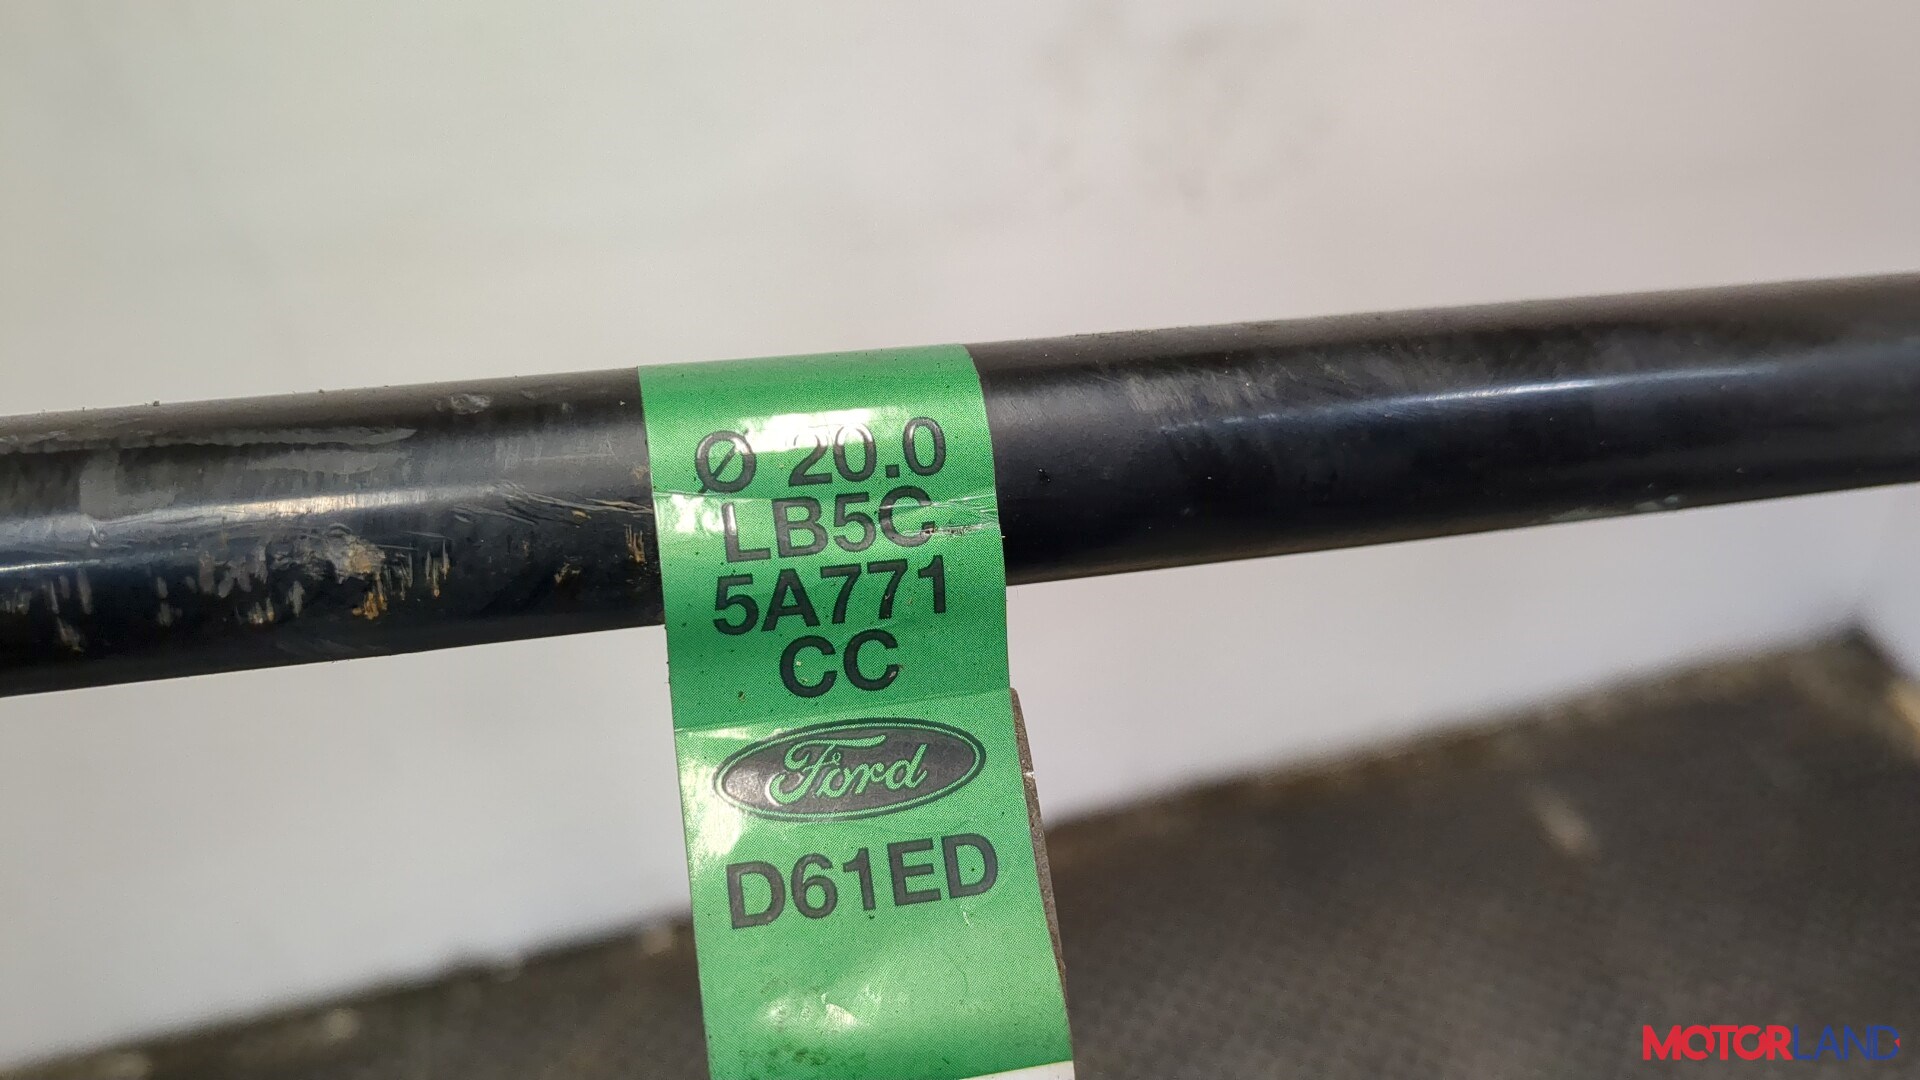 Ø 20.0
LB5C
5A771
CC
Ford
D61ED
MOTORLAND